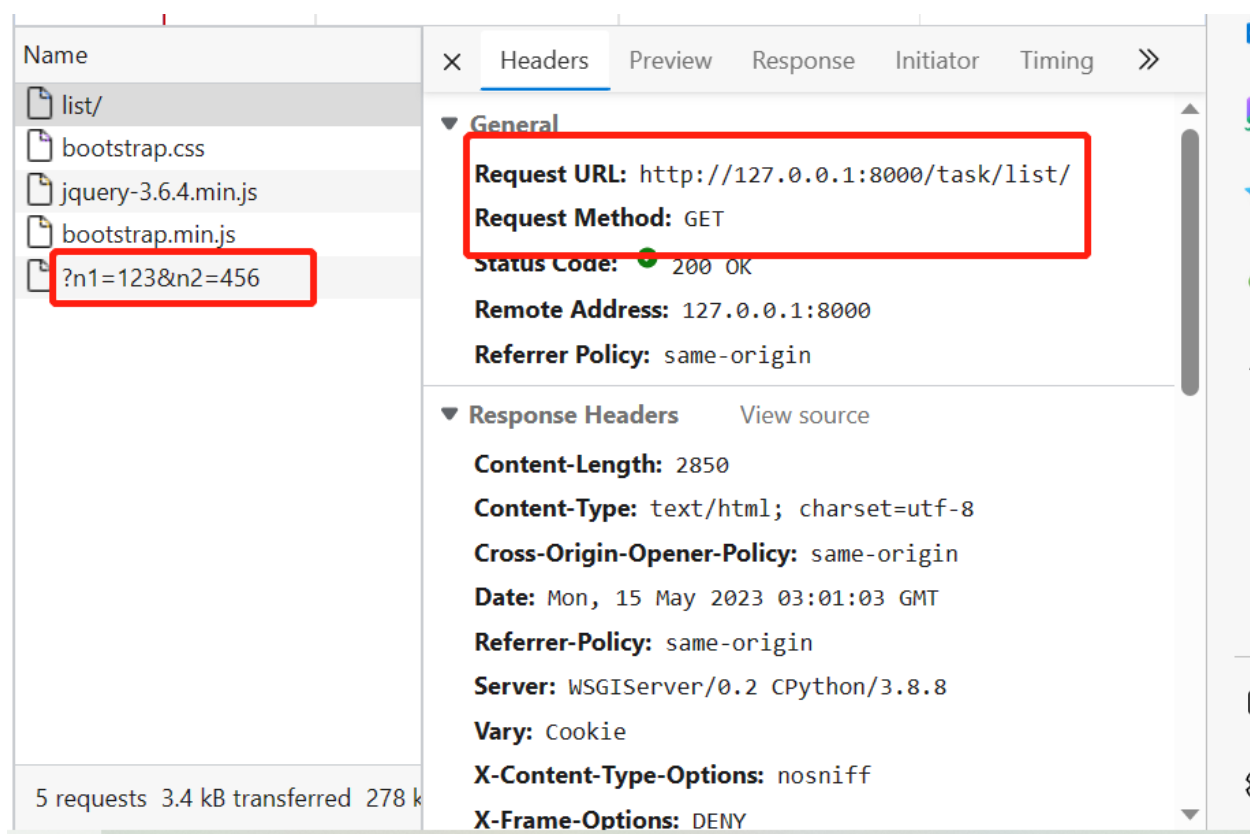 Name
list/
bootstrap.css
jquery-3.6.4.min.js
bootstrap.min.js
?n1=123&n2=456
5 requests 3.4 kB transferred 278 k
Headers Preview Response Initiator Timing
General
Request URL: http://127.0.0.1:8000/task/list/
Request Method: GET
Status Code: 200 OK
Remote Address: 127.0.0.1:8000
Referrer Policy: same-origin
Response Headers View source
Content-Length: 2850
Content-Type: text/html; charset=utf-8
Cross-Origin-Opener-Policy: same-origin
Date: Mon, 15 May 2023 03:01:03 GMT
Referrer-Policy: same-origin
Server: WSGIServer/0.2 CPython/3.8.8
Vary: Cookie
X-Content-Type-Options: nosniff
X-Frame-Options: DENY